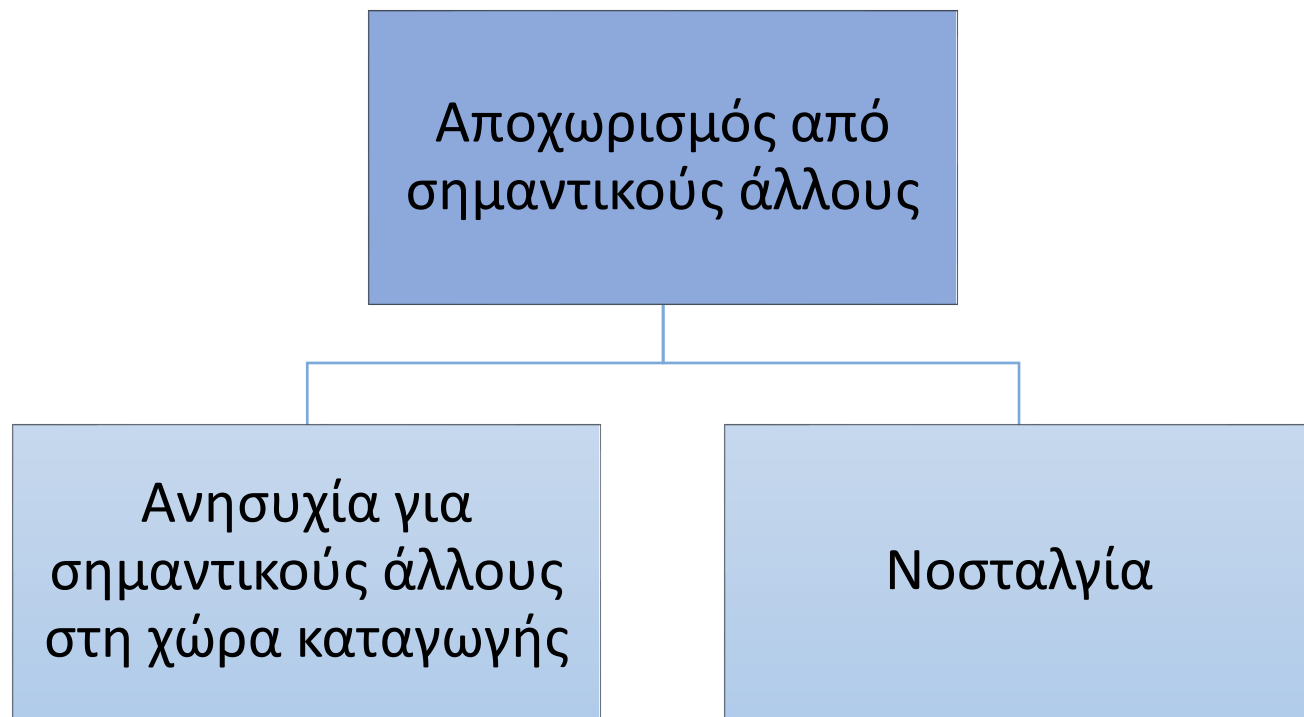 Αποχωρισμός από
σημαντικούς άλλους
Ανησυχία για
σημαντικούς άλλους
στη χώρα καταγωγής
Νοσταλγία